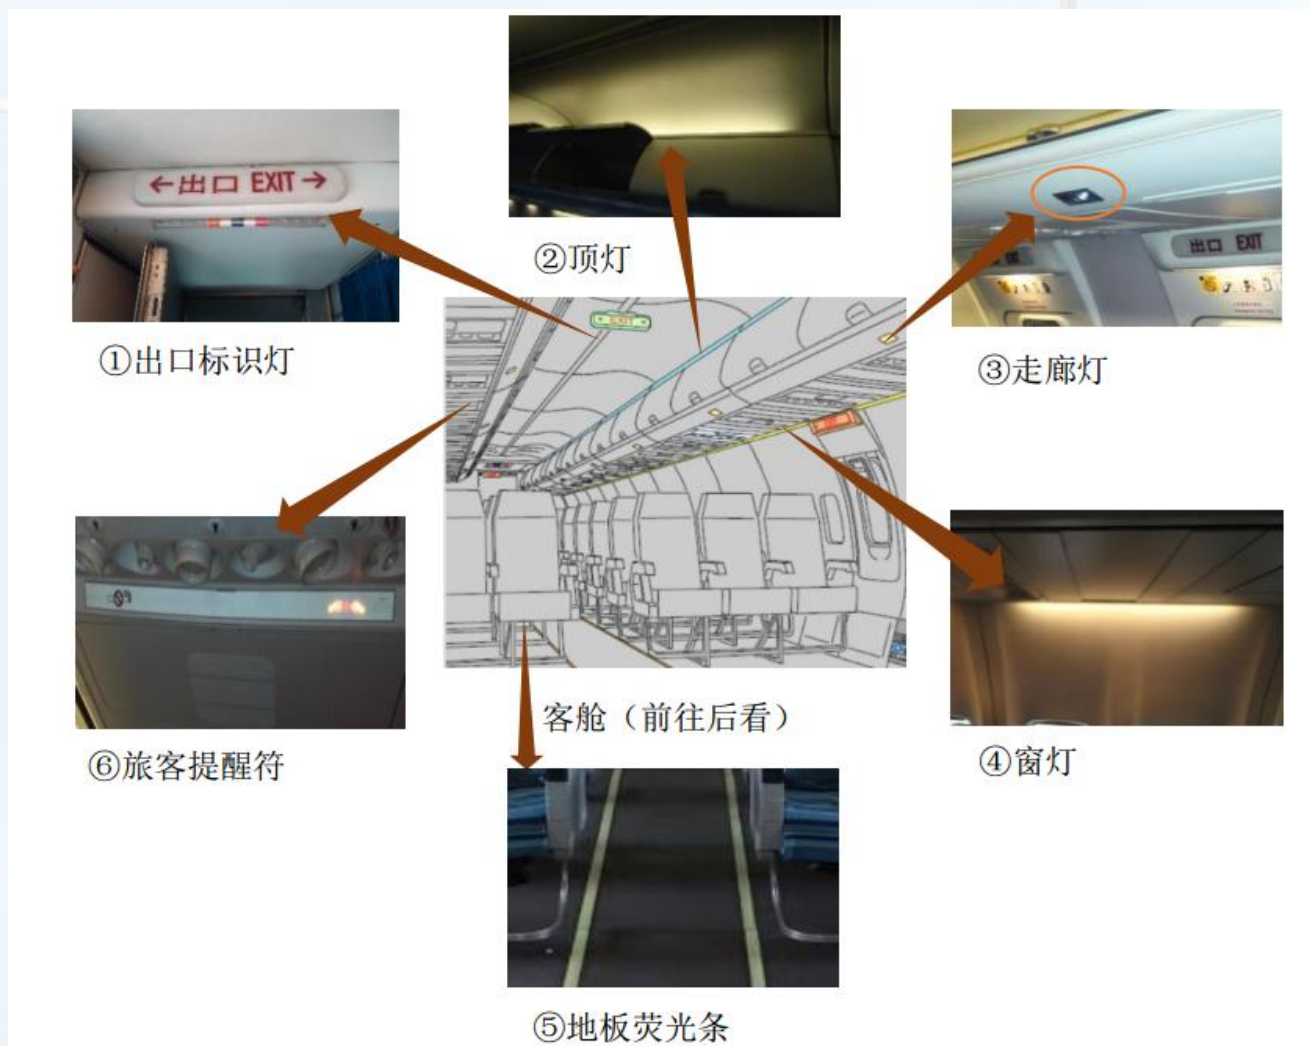 ②顶灯
← 出口 EXIT →
①出口标识灯
出口 EXIT
③走廊灯
EXIT
客舱（前往后看）
④窗灯
⑥旅客提醒符
⑤地板荧光条